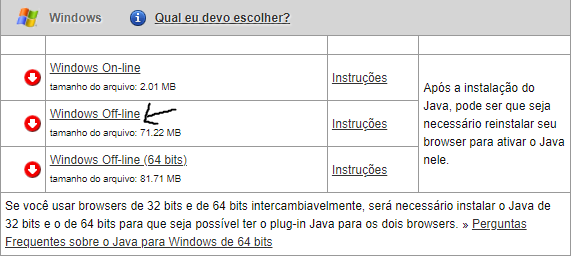 Windows Qual eu devo escolher?
Windows On-line
tamanho do arquivo: 2.01 MB
Instruções
Windows Off-line
tamanho do arquivo: 71.22 MB
Instruções
Windows Off-line (64 bits)
tamanho do arquivo: 81.71 MB
Instruções
Após a instalação do
Java, pode ser que seja
necessário reinstalar seu
browser para ativar o Java
nele.
Se você usar browsers de 32 bits e de 64 bits intercambiavelmente, será necessário instalar o Java de
32 bits e o de 64 bits para que seja possível ter o plug-in Java para os dois browsers. » Perguntas
Frequentes sobre o Java para Windows de 64 bits